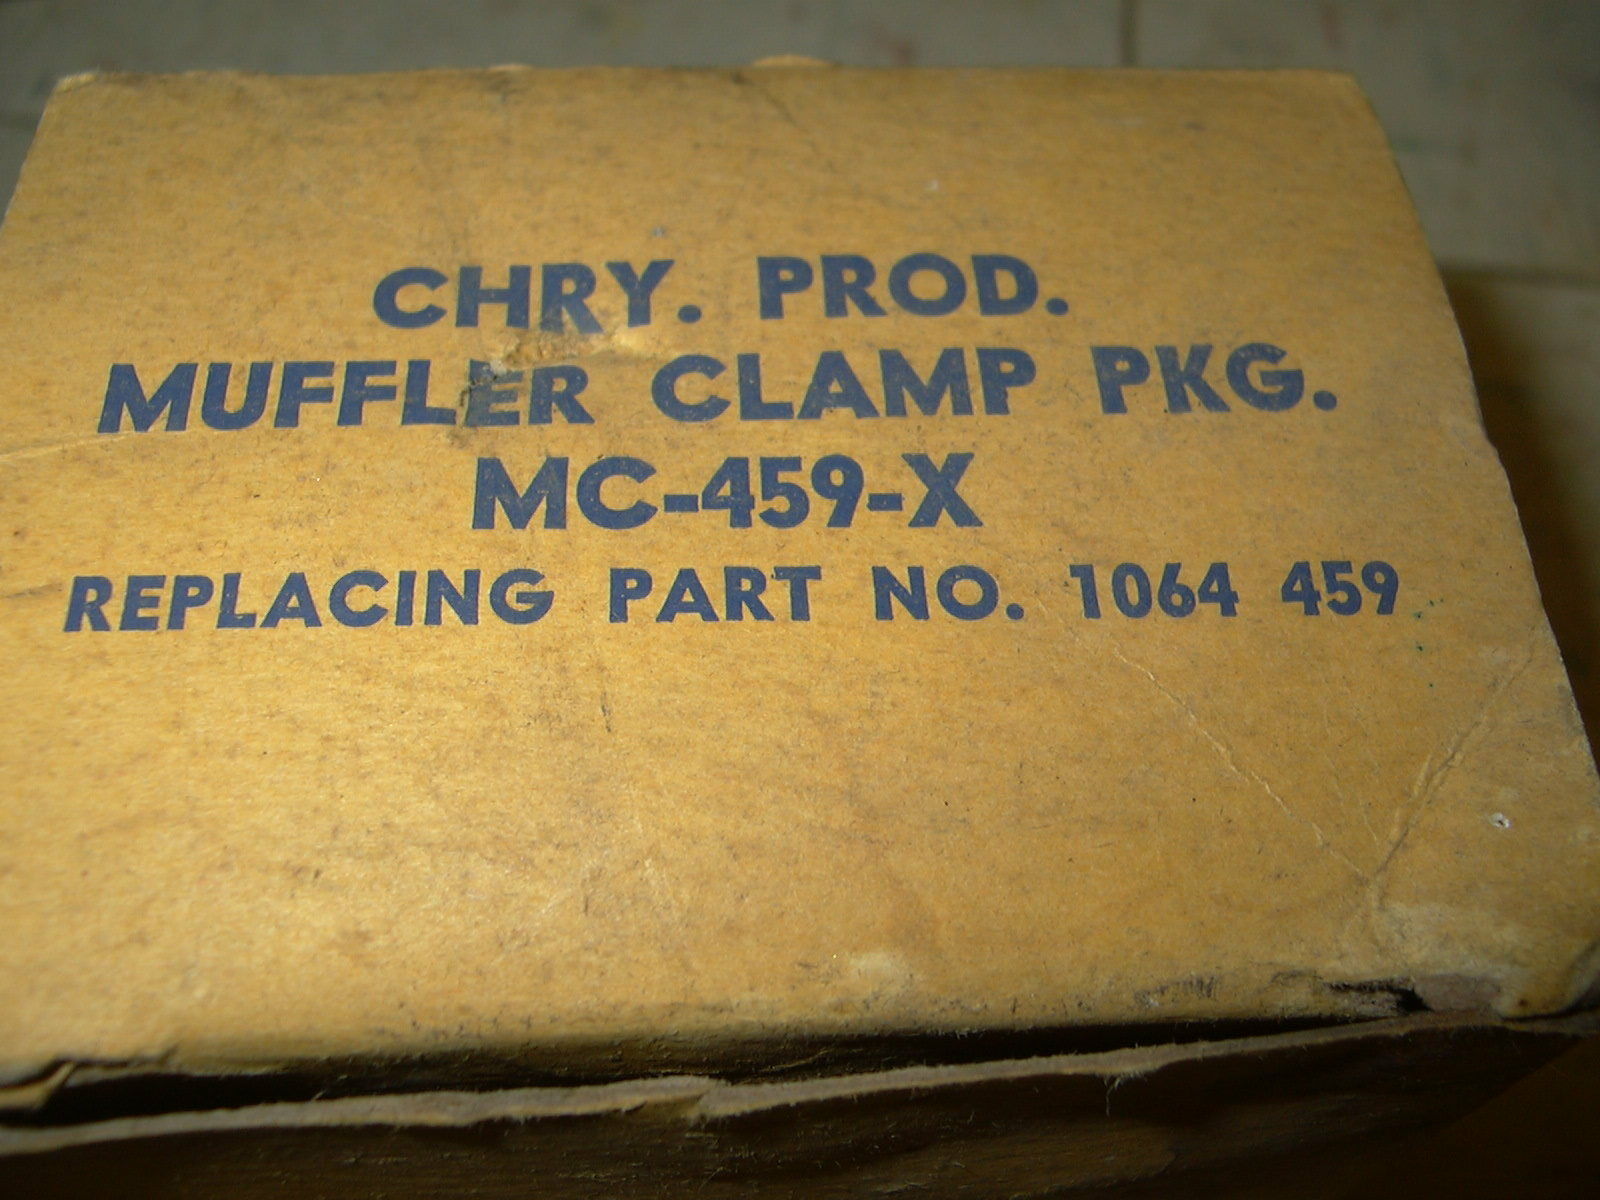 CHRY. PROD.
MUFFLER CLAMP PKG.
MC-459-X
REPLACING PART NO. 1064 459